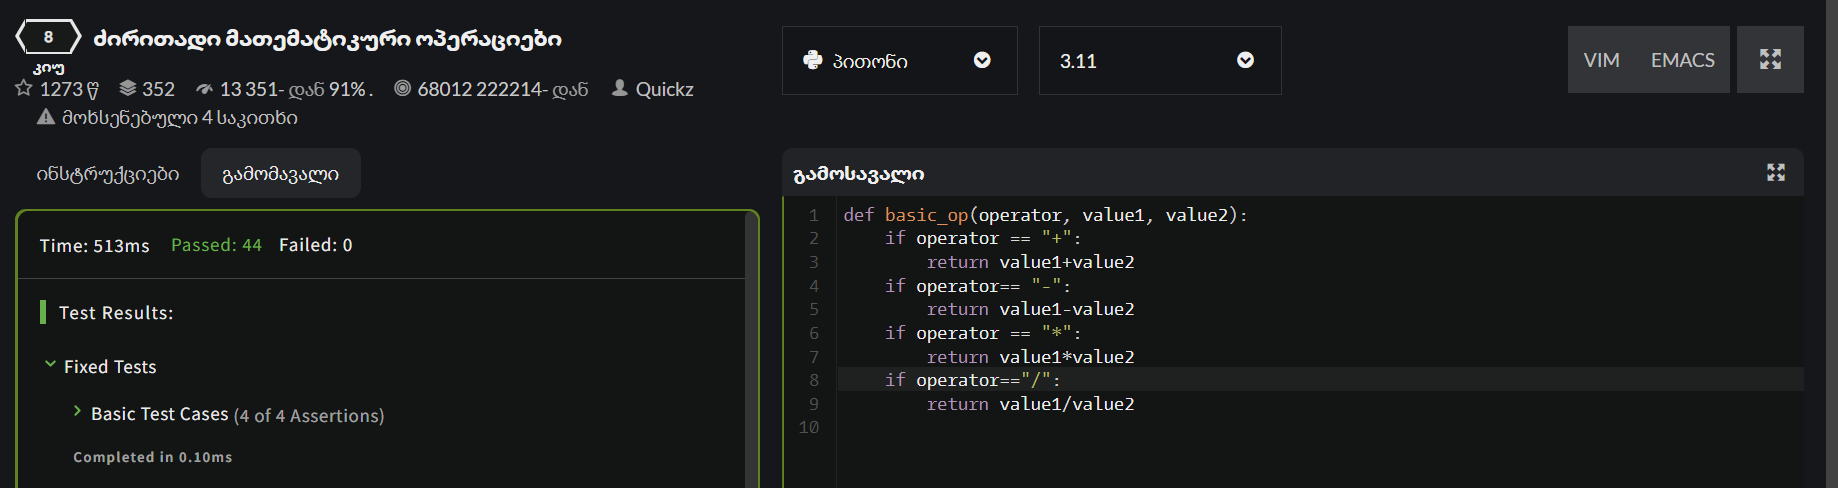 8
კიუ
ძირითადი მათემატიკური ოპერაციები
1273 წ 352 13 351- დან 91% . 68012 222214- დან Quickz
მოხსენებული 4 საკითხი
ინსტრუქციები გამომავალი
Time: 513ms Passed: 44 Failed: 0
Test Results:
Fixed Tests
Basic Test Cases (4 of 4 Assertions)
Completed in 0.10ms
პითონი 3.11 VIM EMACS
გამოსავალი
1 def basic_op(operator, value1, value2):
2 if operator == "+":
3 return value1+value2
4 if operator== "-":
5 return value1-value2
6 if operator == "*":
7 return value1*value2
8 if operator=="/":
9 return value1/value2
10